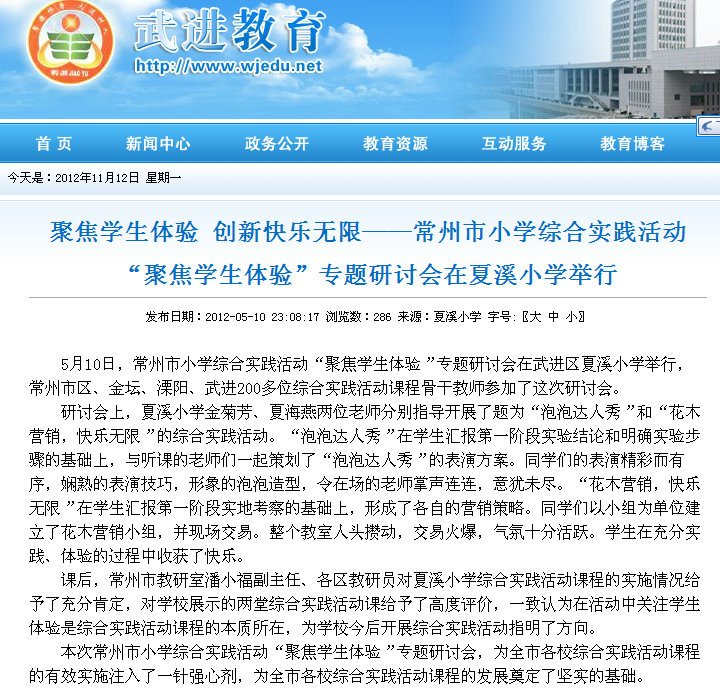 武进教育
http://www.wjedu.net
WU JIN JIAO YU
首 页 新闻中心 政务公开 教育资源 互动服务 教育博客
今天是：2012年11月12日 星期一
聚焦学生体验 创新快乐无限——常州市小学综合实践活动
“聚焦学生体验”专题研讨会在夏溪小学举行
发布日期：2012-05-10 23:08:17 浏览数：286 来源：夏溪小学 字号:〖大 中 小〗
5月10日，常州市小学综合实践活动“聚焦学生体验 ”专题研讨会在武进区夏溪小学举行，
常州市区、金坛、溧阳、武进200多位综合实践活动课程骨干教师参加了这次研讨会。
研讨会上，夏溪小学金菊芳、夏海燕两位老师分别指导开展了题为“泡泡达人秀 ”和“花木
营销，快乐无限 ”的综合实践活动。“泡泡达人秀 ”在学生汇报第一阶段实验结论和明确实验步
骤的基础上，与听课的老师们一起策划了“泡泡达人秀 ”的表演方案。同学们的表演精彩而有
序，娴熟的表演技巧，形象的泡泡造型，令在场的老师掌声连连，意犹未尽。“花木营销，快乐
无限 ”在学生汇报第一阶段实地考察的基础上，形成了各自的营销策略。同学们以小组为单位建
立了花木营销小组，并现场交易。整个教室人头攒动，交易火爆，气氛十分活跃。学生在充分实
践、体验的过程中收获了快乐。
课后，常州市教研室潘小福副主任、各区教研员对夏溪小学综合实践活动课程的实施情况给
予了充分肯定，对学校展示的两堂综合实践活动课给予了高度评价，一致认为在活动中关注学生
体验是综合实践活动课程的本质所在，为学校今后开展综合实践活动指明了方向。
本次常州市小学综合实践活动“聚焦学生体验 ”专题研讨会，为全市各校综合实践活动课程
的有效实施注入了一针强心剂，为全市各校综合实践活动课程的发展奠定了坚实的基础。